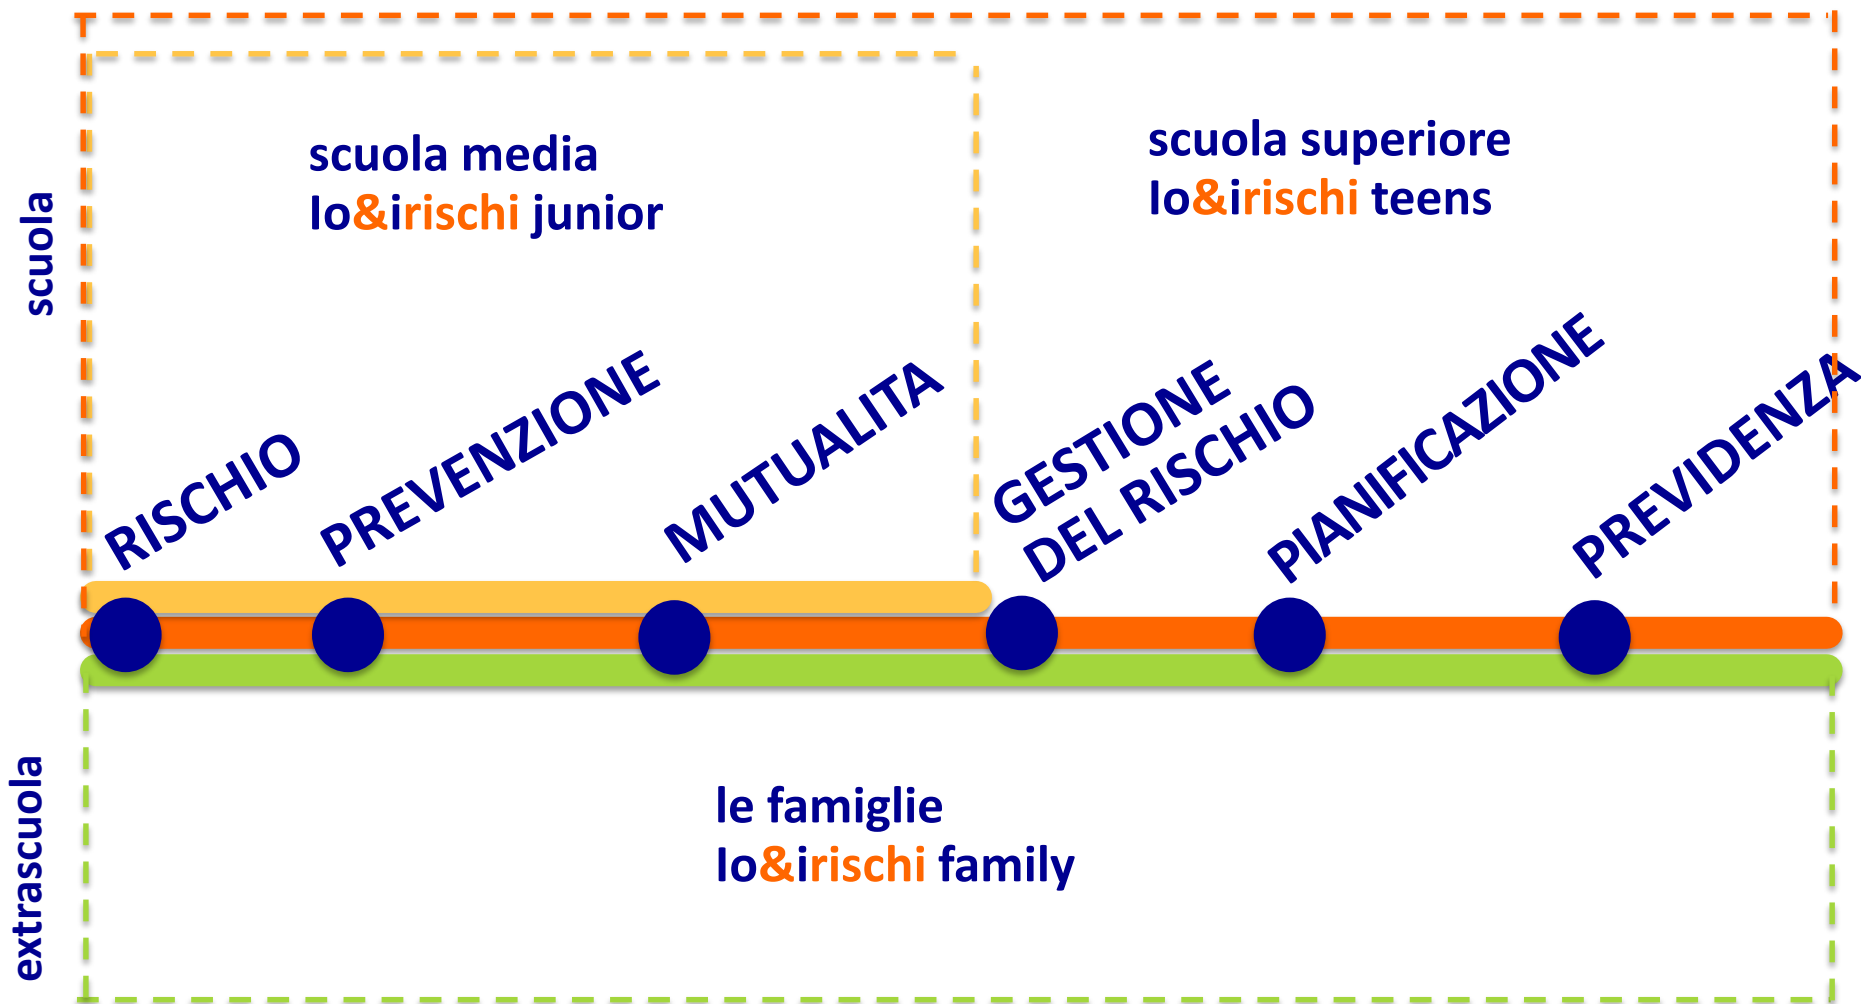 scuola
scuola media
Io&irischi junior
scuola superiore
Io&irischi teens
RISCHIO
PREVENZIONE
MUTUALITA
GESTIONE
DEL RISCHIO
PIANIFICAZIONE
PREVIDENZA
extrascuola
le famiglie
Io&irischi family